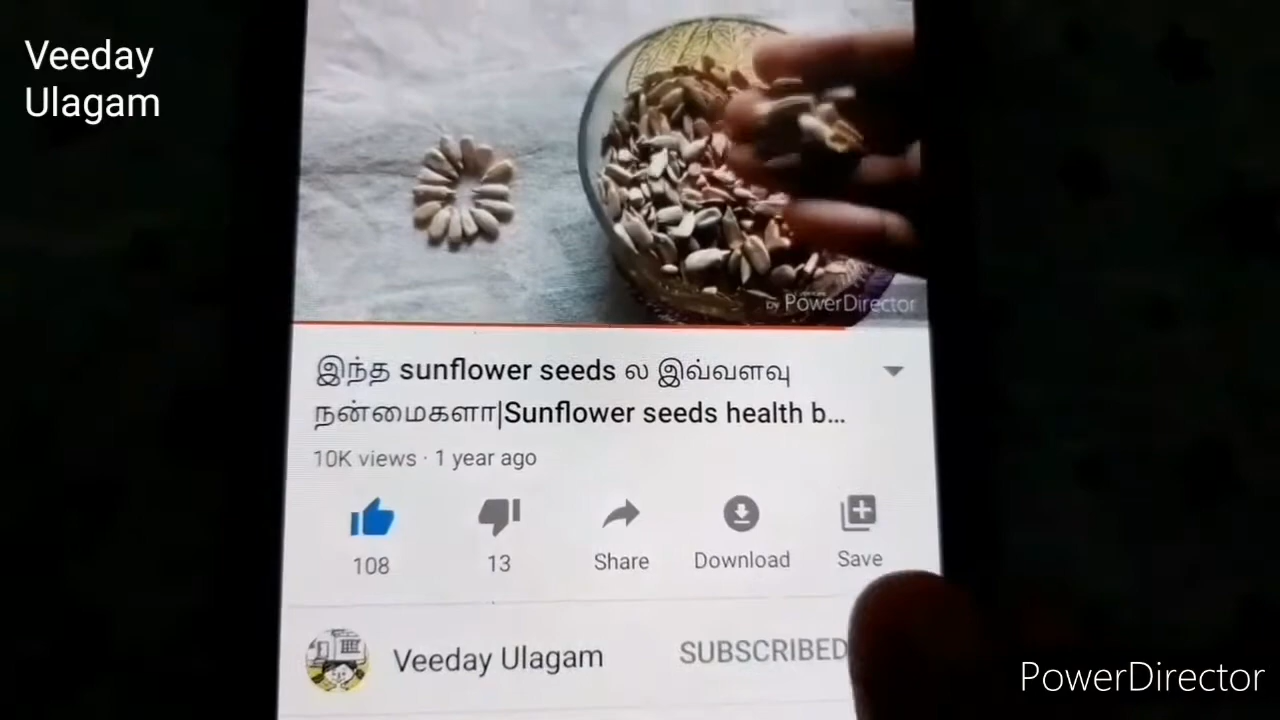 Veeday
Ulagam
by PowerDirector
இந்த sunflower seeds ல இவ்வளவு
நன்மைகளா|Sunflower seeds health b...
10K views · 1 year ago
108
13
Share
Download
Save
Veeday Ulagam
SUBSCRIBED
PowerDirector